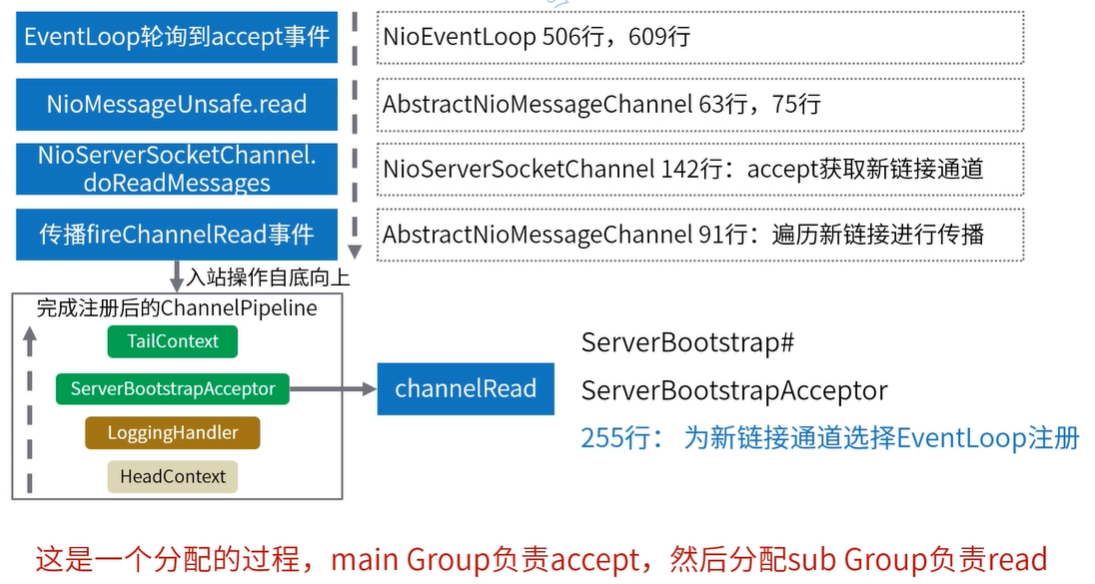 EventLoop轮询到accept事件
NioEventLoop 506行，609行
NioMessageUnsafe.read
AbstractNioMessageChannel 63行，75行
NioServerSocketChannel.
doReadMessages
NioServerSocketChannel 142行：accept获取新链接通道
传播fireChannelRead事件
AbstractNioMessageChannel 91行：遍历新链接进行传播
入站操作自底向上
完成注册后的ChannelPipeline
TailContext
ServerBootstrapAcceptor
LoggingHandler
HeadContext
channelRead
ServerBootstrap#
ServerBootstrapAcceptor
255行： 为新链接通道选择EventLoop注册
这是一个分配的过程，main Group负责accept，然后分配sub Group负责read